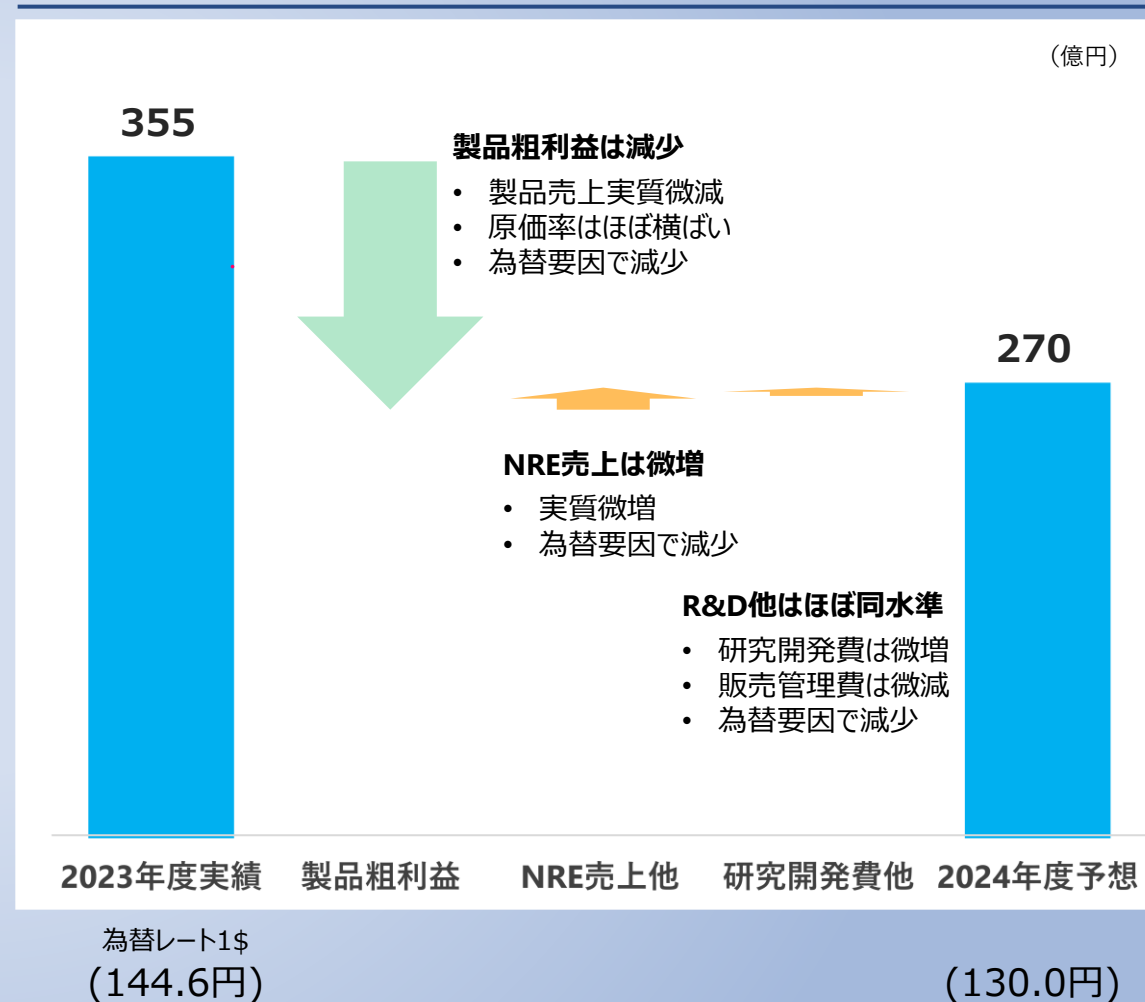 （億円）
355
製品粗利益は減少
• 製品売上実質微減
• 原価率はほぼ横ばい
• 為替要因で減少
270
NRE売上は微増
• 実質微増
• 為替要因で減少
R&D他はほぼ同水準
• 研究開発費は微増
• 販売管理費は微減
• 為替要因で減少
2023年度実績 製品粗利益 NRE売上他 研究開発費他 2024年度予想
為替レート1$
(144.6円) (130.0円)